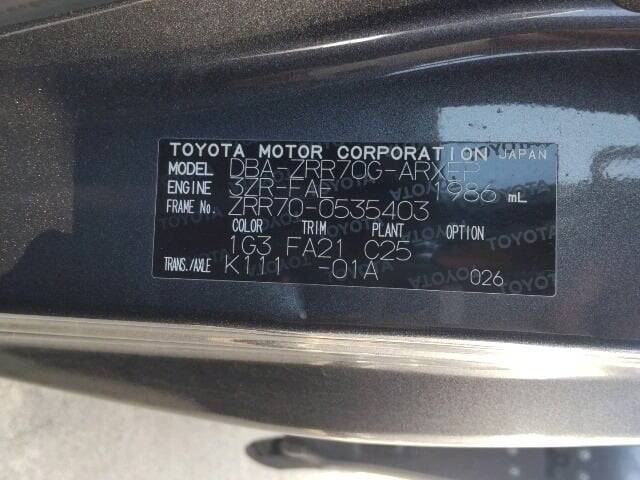 TOYOTA MOTOR CORPORATION JAPAN
MODEL DBA-ZRR70G-ARXEP
ENGINE 3ZR-FAE 1986 mL
FRAME No. ZRR70-0535403
COLOR TRIM PLANT OPTION
1G3 FA21 C25
TRANS./AXLE K111 -01A 026